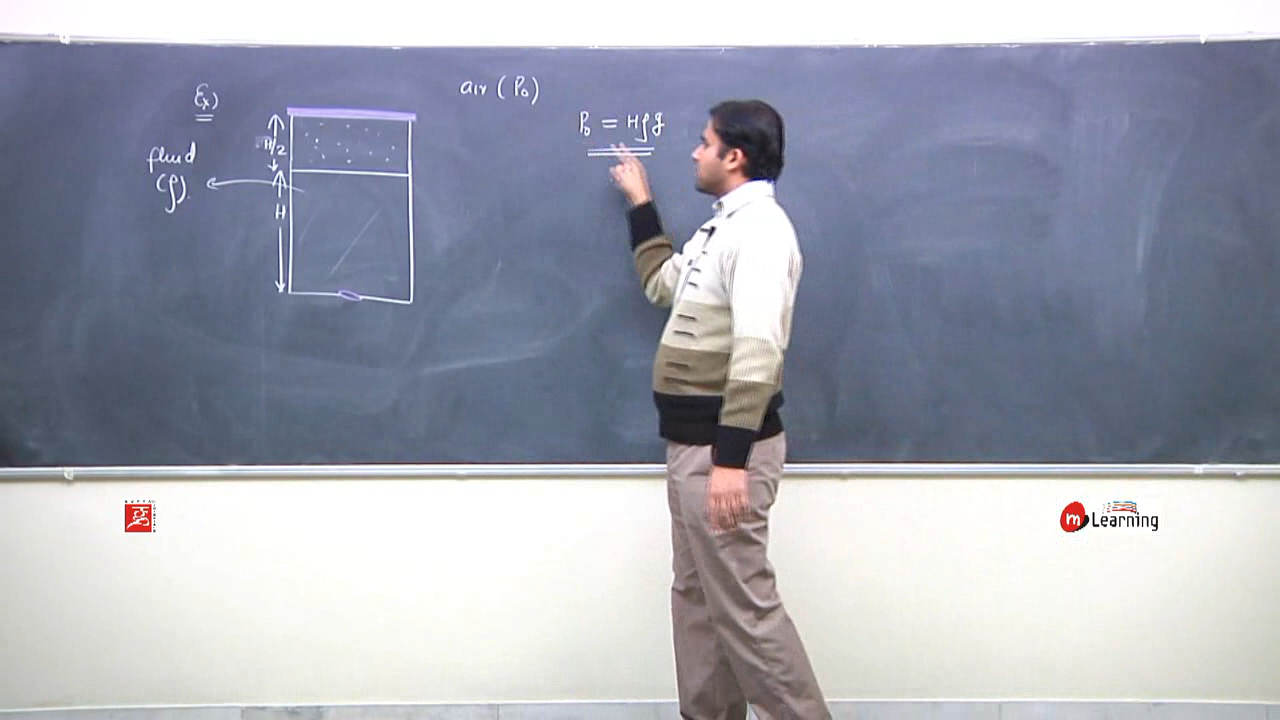 Ex)
air (P₀)
P₀ = Hρg
H/2
fluid
(ρ)
H
m Learning